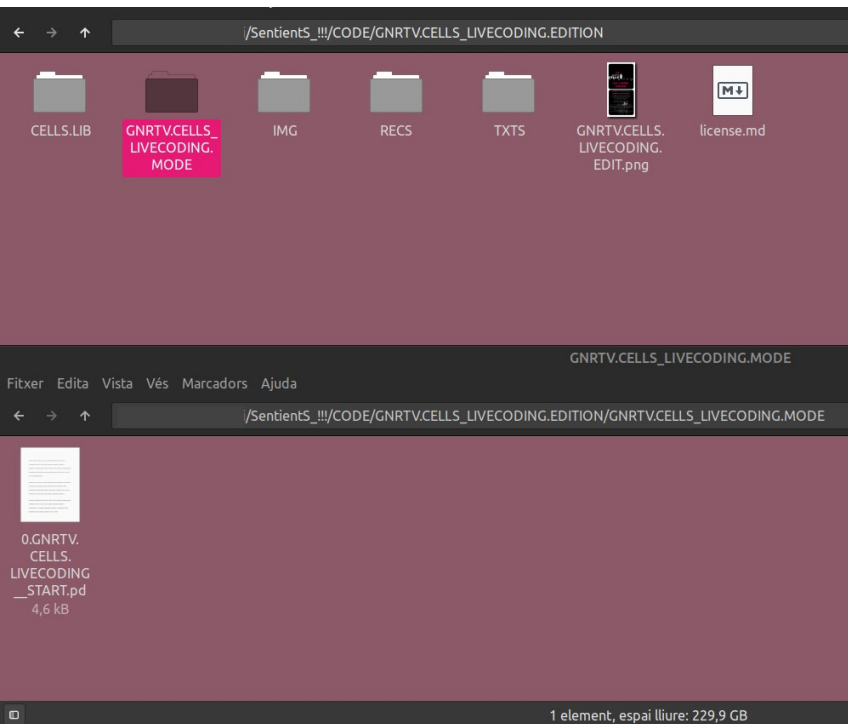 /SentientS_!!!/CODE/GNRTV.CELLS_LIVECODING.EDITION
CELLS.LIB
GNRTV.CELLS_
LIVECODING.
MODE
IMG
RECS
TXTS
GNRTV.CELLS.
LIVECODING.
EDIT.png
M↓
license.md
GNRTV.CELLS_LIVECODING.MODE
Fitxer Edita Vista Vés Marcadors Ajuda
/SentientS_!!!/CODE/GNRTV.CELLS_LIVECODING.EDITION/GNRTV.CELLS_LIVECODING.MODE
0.GNRTV.
CELLS.
LIVECODING
__START.pd
4,6 kB
1 element, espai lliure: 229,9 GB